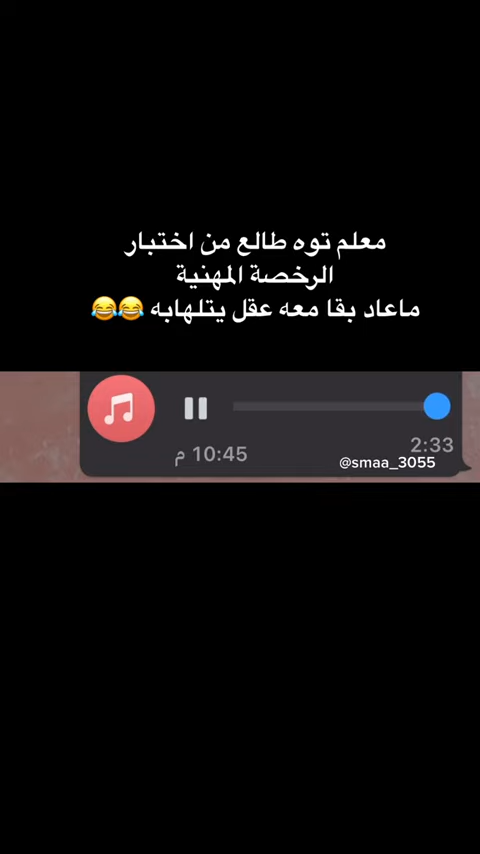 معلم توه طالع من اختبار
الرخصة المهنية
ماعاد بقا معه عقل يتلهابه 😂😂
2:33
10:45 م
@smaa_3055